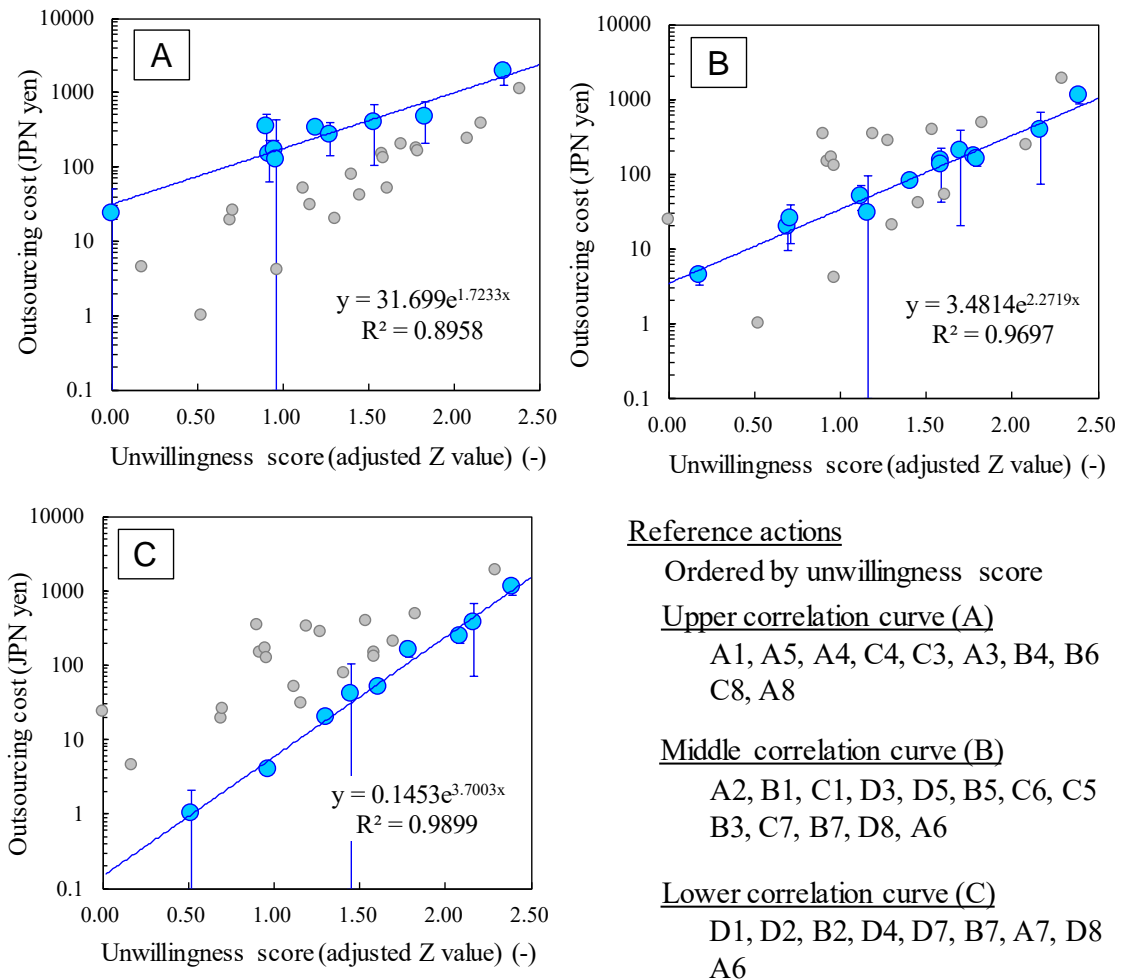 A
Outsourcing cost (JPN yen)
10000
1000
100
10
1
0.1
y = 31.699e^1.7233x
R² = 0.8958
0.00 0.50 1.00 1.50 2.00 2.50
Unwillingness score (adjusted Z value) (-)
B
Outsourcing cost (JPN yen)
10000
1000
100
10
1
0.1
y = 3.4814e^2.2719x
R² = 0.9697
0.00 0.50 1.00 1.50 2.00 2.50
Unwillingness score (adjusted Z value) (-)
C
Outsourcing cost (JPN yen)
10000
1000
100
10
1
0.1
y = 0.1453e^3.7003x
R² = 0.9899
0.00 0.50 1.00 1.50 2.00 2.50
Unwillingness score (adjusted Z value) (-)
Reference actions
Ordered by unwillingness score
Upper correlation curve (A)
A1, A5, A4, C4, C3, A3, B4, B6
C8, A8
Middle correlation curve (B)
A2, B1, C1, D3, D5, B5, C6, C5
B3, C7, B7, D8, A6
Lower correlation curve (C)
D1, D2, B2, D4, D7, B7, A7, D8
A6